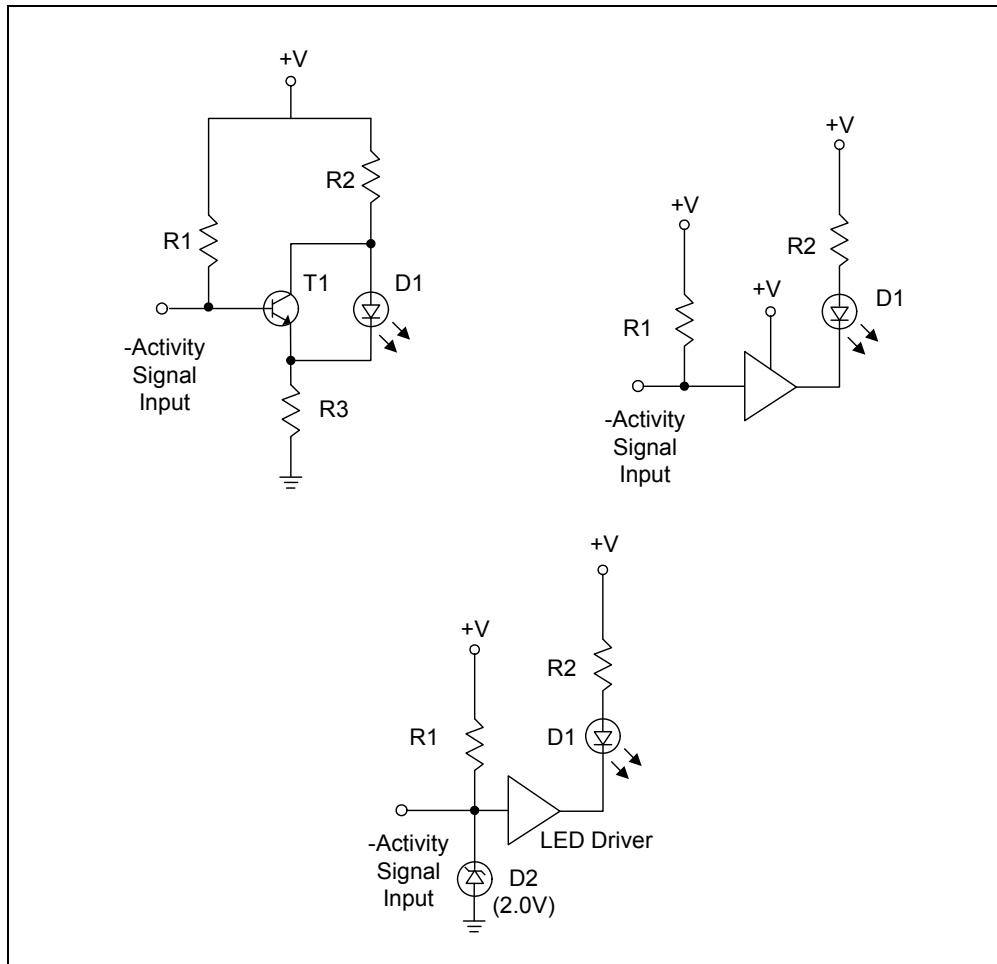 +V
R2
R1
T1
D1
-Activity
Signal
Input
R3
+V
+V
R2
+V
D1
R1
-Activity
Signal
Input
+V
+V
R2
R1
D1
LED Driver
-Activity
Signal
Input
D2
(2.0V)